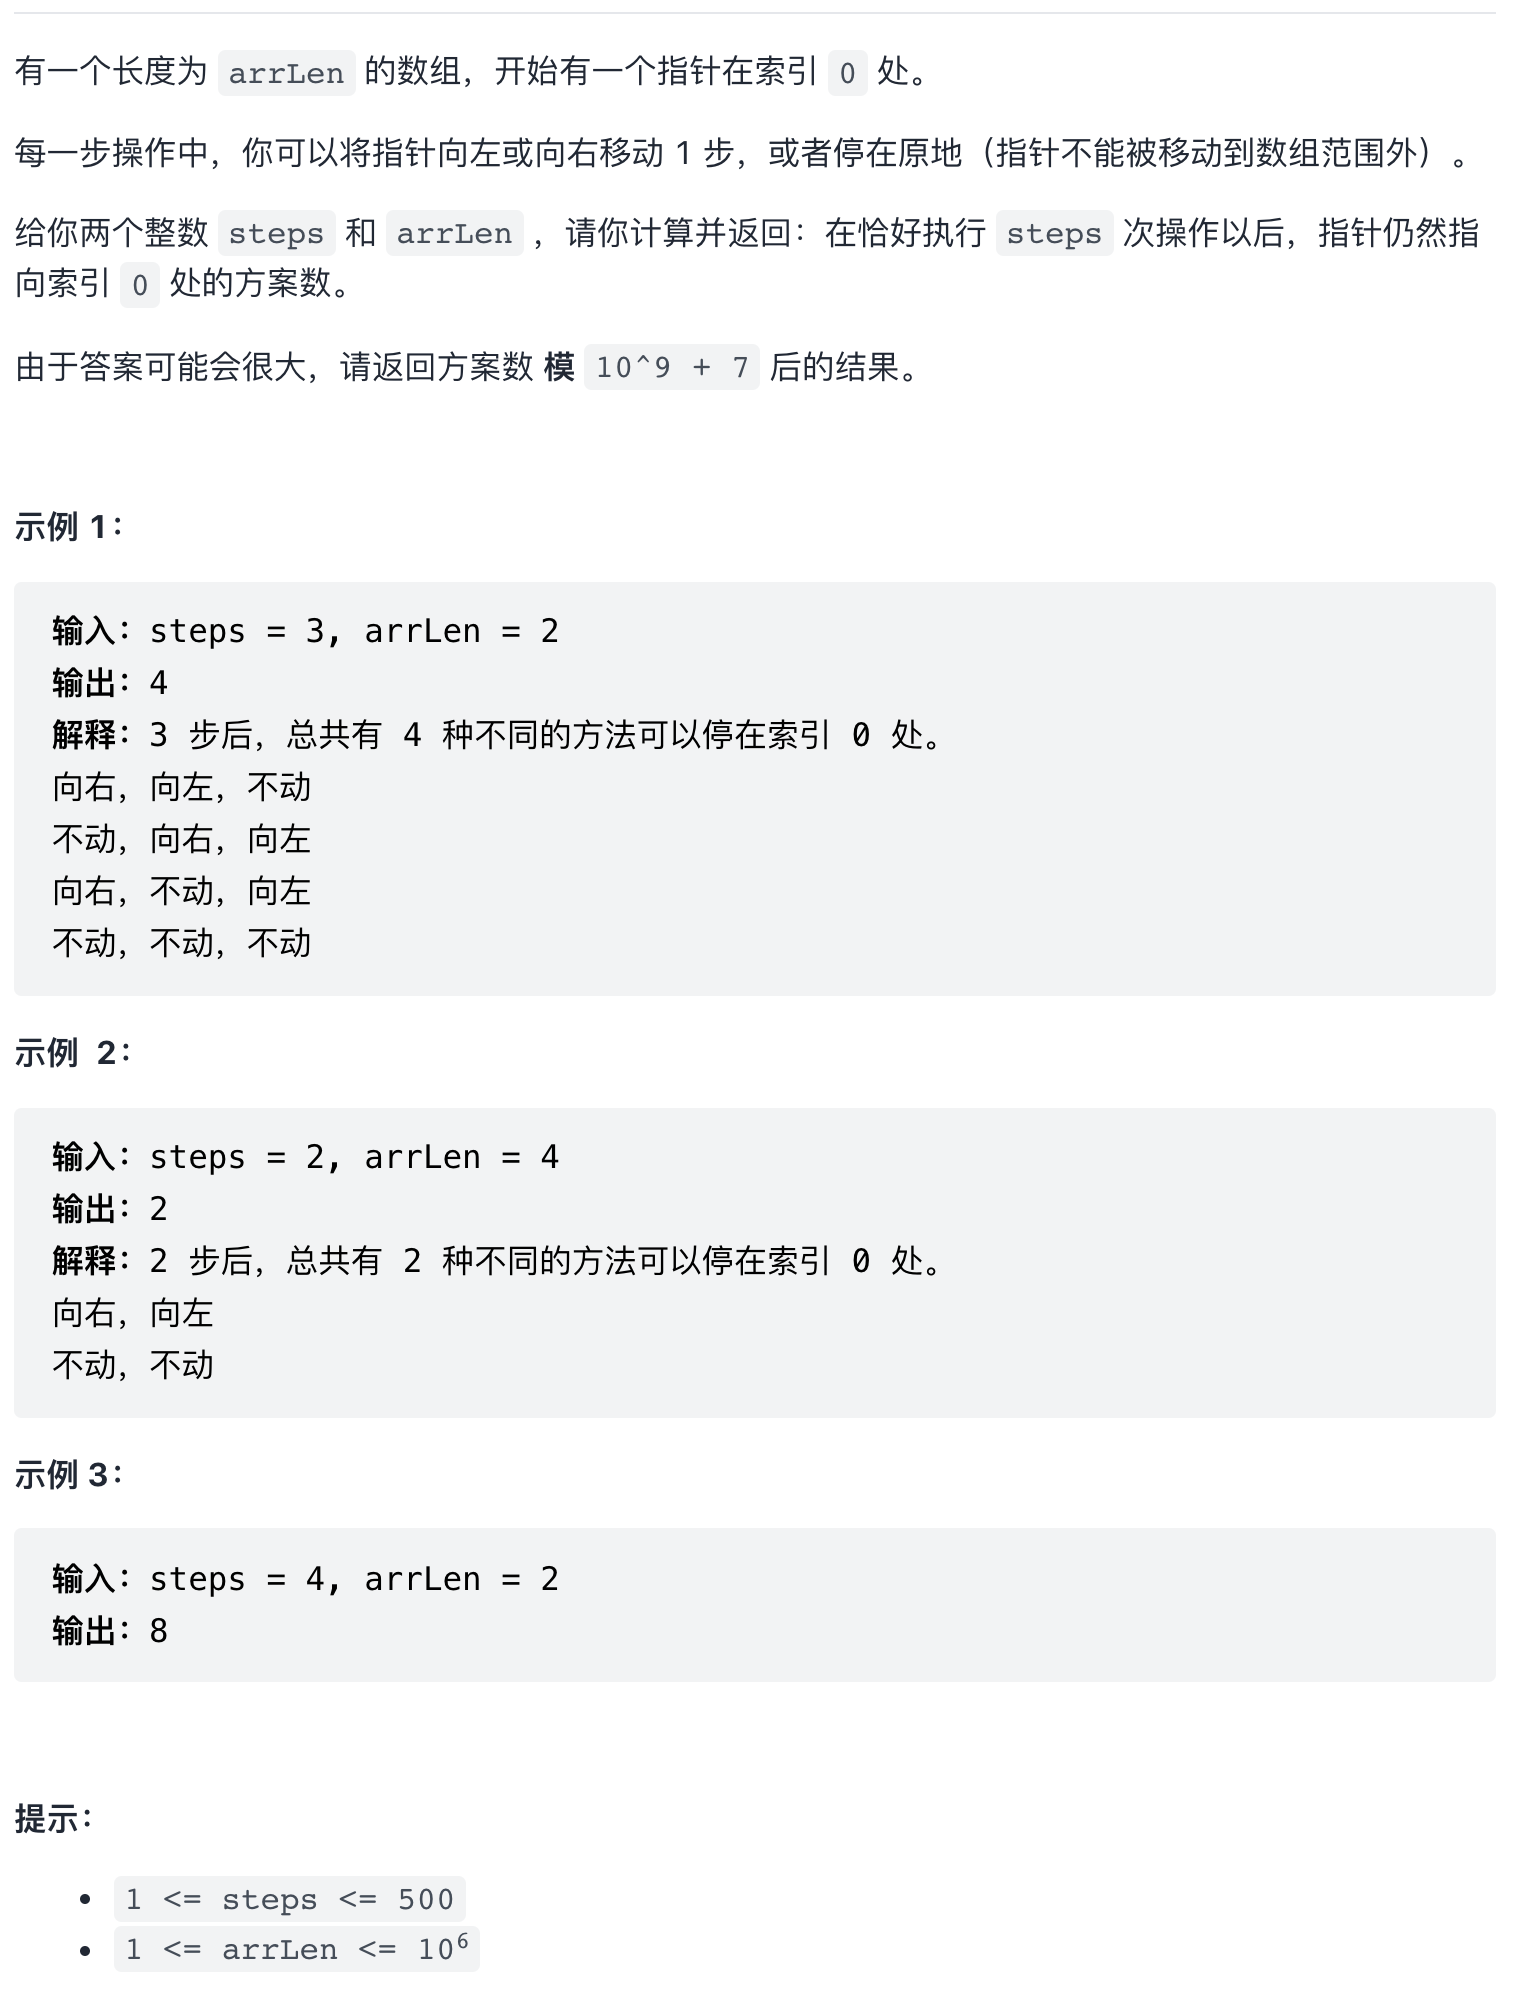 有一个长度为 arrLen 的数组，开始有一个指针在索引 0 处。
每一步操作中，你可以将指针向左或向右移动 1 步，或者停在原地（指针不能被移动到数组范围外）。
给你两个整数 steps 和 arrLen ，请你计算并返回：在恰好执行 steps 次操作以后，指针仍然指
向索引 0 处的方案数。
由于答案可能会很大，请返回方案数 模 10^9 + 7 后的结果。
示例 1：
输入：steps = 3, arrLen = 2
输出：4
解释：3 步后，总共有 4 种不同的方法可以停在索引 0 处。
向右，向左，不动
不动，向右，向左
向右，不动，向左
不动，不动，不动
示例  2：
输入：steps = 2, arrLen = 4
输出：2
解释：2 步后，总共有 2 种不同的方法可以停在索引 0 处。
向右，向左
不动，不动
示例 3：
输入：steps = 4, arrLen = 2
输出：8
提示：
• 1 <= steps <= 500
• 1 <= arrLen <= 10⁶